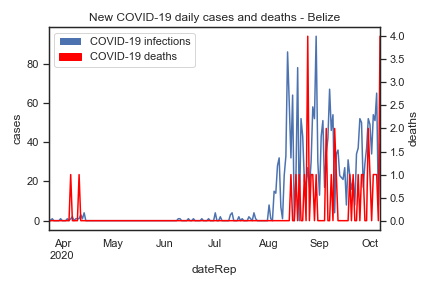 New COVID-19 daily cases and deaths - Belize
COVID-19 infections
COVID-19 deaths
cases
80
60
40
20
0
4.0
3.5
3.0
2.5
2.0
1.5
1.0
0.5
0.0
deaths
Apr May Jun Jul Aug Sep Oct
2020
dateRep